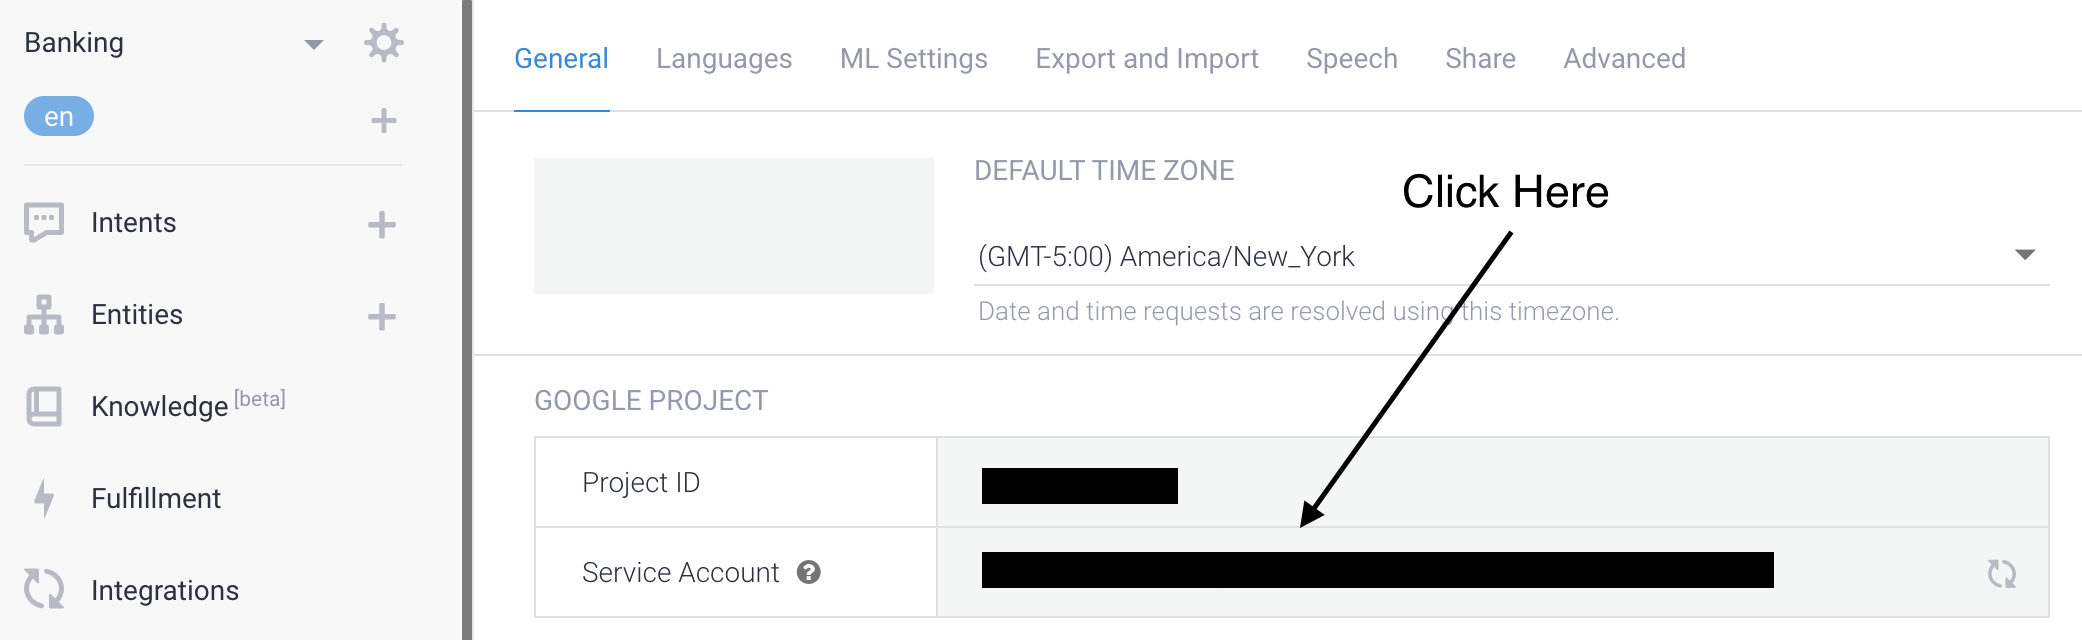 Banking
en
Intents
Entities
Knowledge [beta]
Fulfillment
Integrations
General Languages ML Settings Export and Import Speech Share Advanced
DEFAULT TIME ZONE
Click Here
(GMT-5:00) America/New_York
Date and time requests are resolved using this timezone.
GOOGLE PROJECT
Project ID
Service Account ?